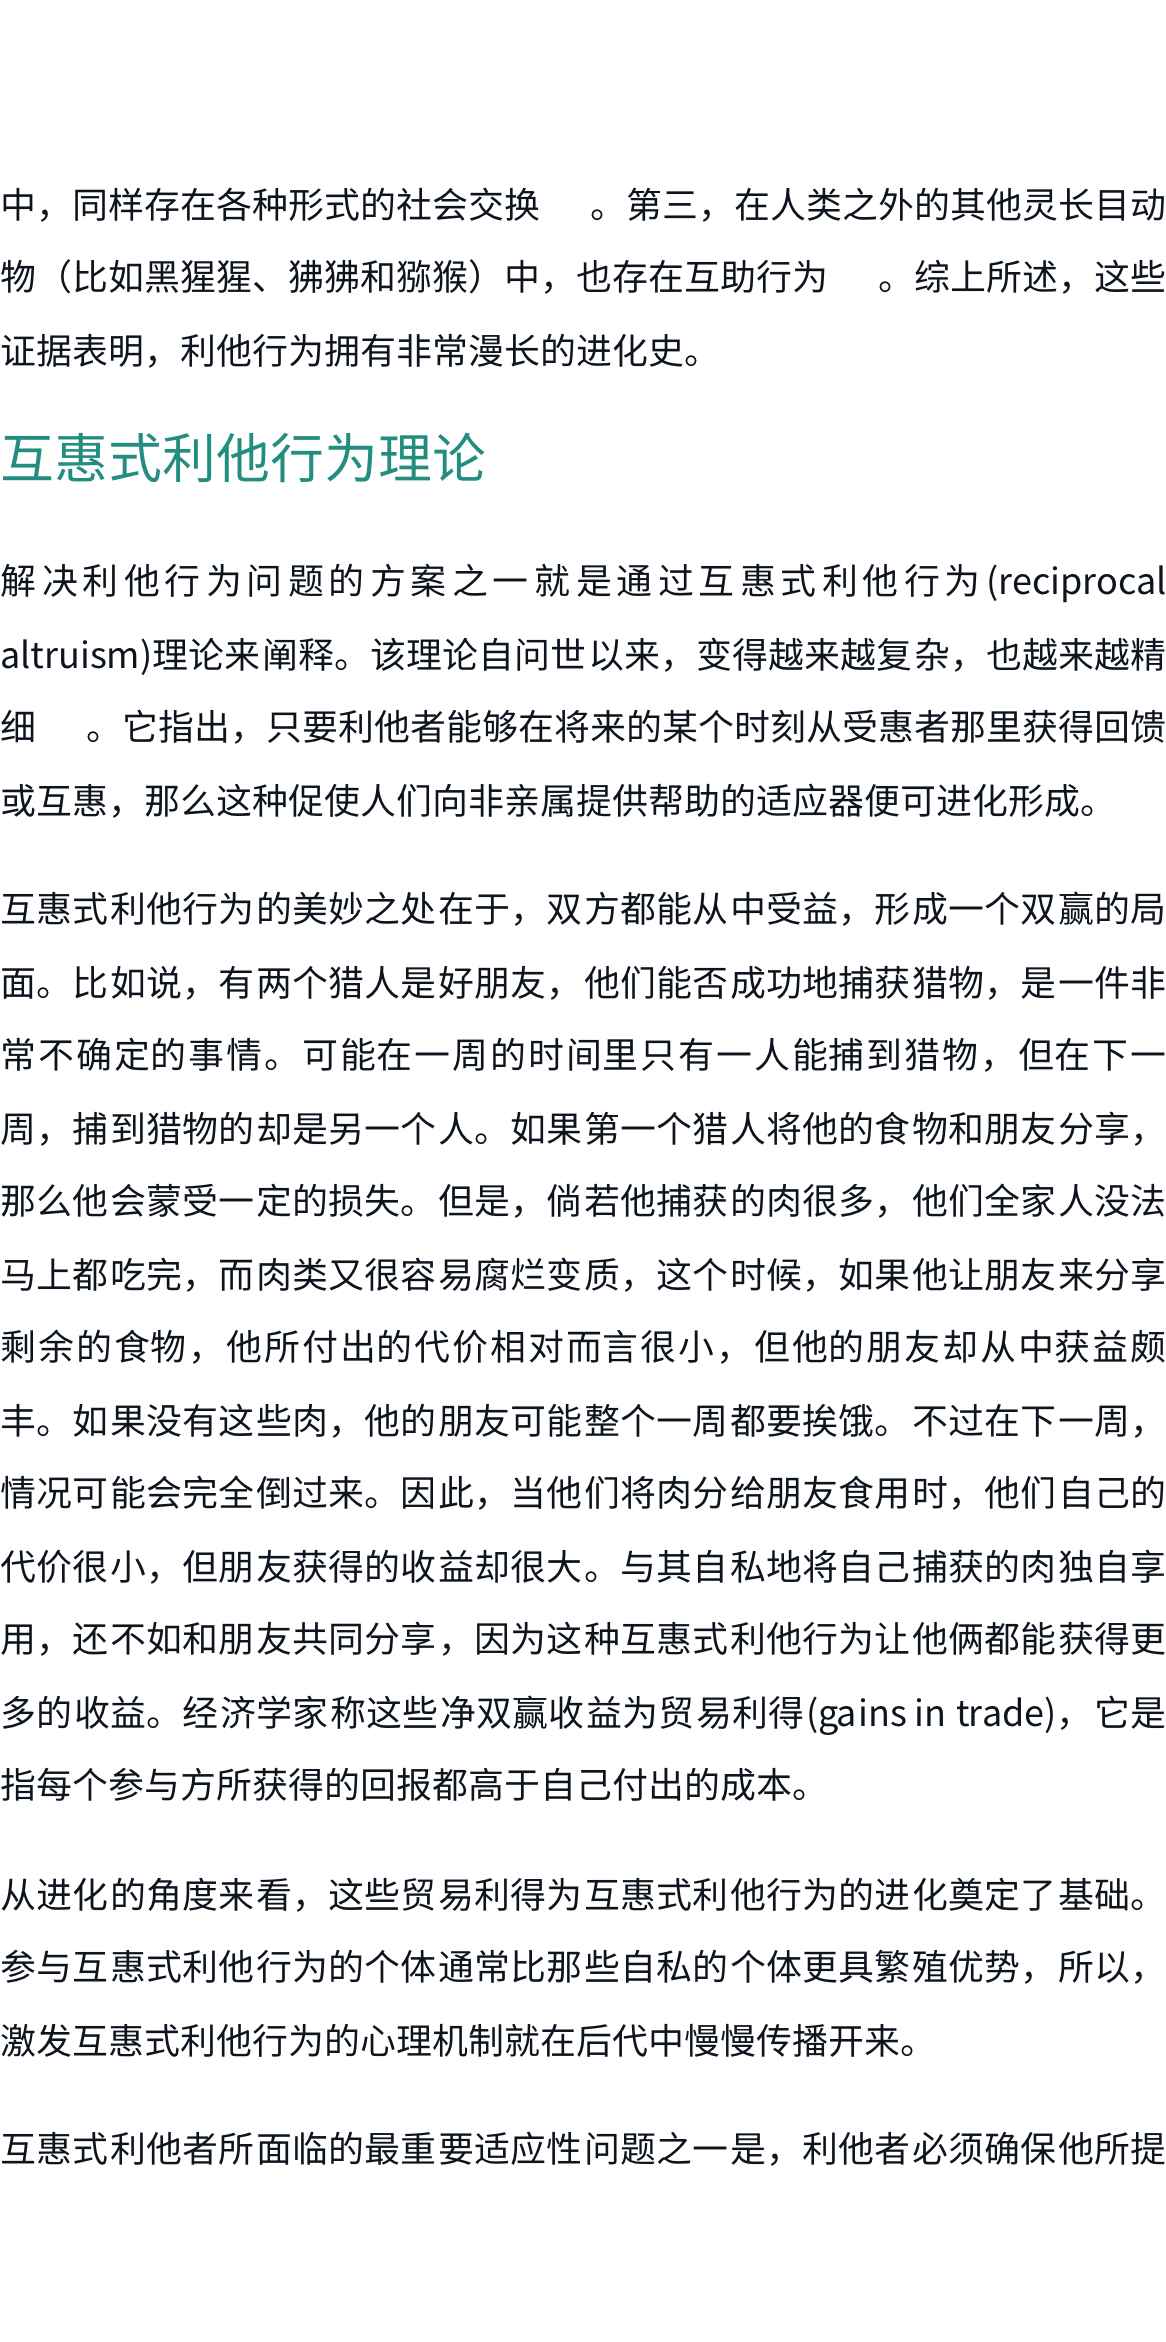 中，同样存在各种形式的社会交换 。第三，在人类之外的其他灵长目动
物（比如黑猩猩、狒狒和猕猴）中，也存在互助行为 。综上所述，这些
证据表明，利他行为拥有非常漫长的进化史。
互惠式利他行为理论
解决利他行为问题的方案之一就是通过互惠式利他行为(reciprocal
altruism)理论来阐释。该理论自问世以来，变得越来越复杂，也越来越精
细 。它指出，只要利他者能够在将来的某个时刻从受惠者那里获得回馈
或互惠，那么这种促使人们向非亲属提供帮助的适应器便可进化形成。
互惠式利他行为的美妙之处在于，双方都能从中受益，形成一个双赢的局
面。比如说，有两个猎人是好朋友，他们能否成功地捕获猎物，是一件非
常不确定的事情。可能在一周的时间里只有一人能捕到猎物，但在下一
周，捕到猎物的却是另一个人。如果第一个猎人将他的食物和朋友分享，
那么他会蒙受一定的损失。但是，倘若他捕获的肉很多，他们全家人没法
马上都吃完，而肉类又很容易腐烂变质，这个时候，如果他让朋友来分享
剩余的食物，他所付出的代价相对而言很小，但他的朋友却从中获益颇
丰。如果没有这些肉，他的朋友可能整个一周都要挨饿。不过在下一周，
情况可能会完全倒过来。因此，当他们将肉分给朋友食用时，他们自己的
代价很小，但朋友获得的收益却很大。与其自私地将自己捕获的肉独自享
用，还不如和朋友共同分享，因为这种互惠式利他行为让他俩都能获得更
多的收益。经济学家称这些净双赢收益为贸易利得(gains in trade)，它是
指每个参与方所获得的回报都高于自己付出的成本。
从进化的角度来看，这些贸易利得为互惠式利他行为的进化奠定了基础。
参与互惠式利他行为的个体通常比那些自私的个体更具繁殖优势，所以，
激发互惠式利他行为的心理机制就在后代中慢慢传播开来。
互惠式利他者所面临的最重要适应性问题之一是，利他者必须确保他所提